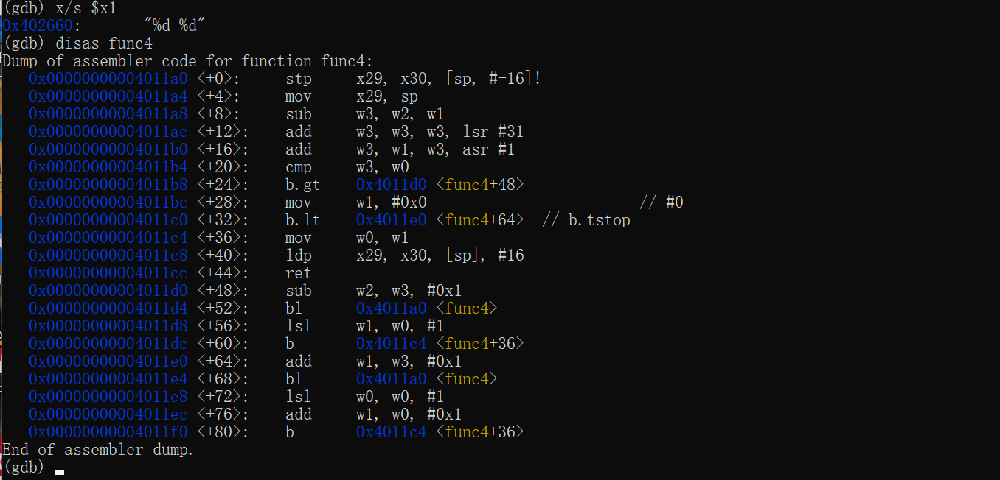 (gdb) x/s $x1
0x402660:       "%d %d"
(gdb) disas func4
Dump of assembler code for function func4:
   0x00000000004011a0 <+0>:     stp     x29, x30, [sp, #-16]!
   0x00000000004011a4 <+4>:     mov     x29, sp
   0x00000000004011a8 <+8>:     sub     w3, w2, w1
   0x00000000004011ac <+12>:    add     w3, w3, w3, lsr #31
   0x00000000004011b0 <+16>:    add     w3, w1, w3, asr #1
   0x00000000004011b4 <+20>:    cmp     w3, w0
   0x00000000004011b8 <+24>:    b.gt    0x4011d0 <func4+48>
   0x00000000004011bc <+28>:    mov     w1, #0x0                        // #0
   0x00000000004011c0 <+32>:    b.lt    0x4011e0 <func4+64>  // b.tstop
   0x00000000004011c4 <+36>:    mov     w0, w1
   0x00000000004011c8 <+40>:    ldp     x29, x30, [sp], #16
   0x00000000004011cc <+44>:    ret
   0x00000000004011d0 <+48>:    sub     w2, w3, #0x1
   0x00000000004011d4 <+52>:    bl      0x4011a0 <func4>
   0x00000000004011d8 <+56>:    lsl     w1, w0, #1
   0x00000000004011dc <+60>:    b       0x4011c4 <func4+36>
   0x00000000004011e0 <+64>:    add     w1, w3, #0x1
   0x00000000004011e4 <+68>:    bl      0x4011a0 <func4>
   0x00000000004011e8 <+72>:    lsl     w0, w0, #1
   0x00000000004011ec <+76>:    add     w1, w0, #0x1
   0x00000000004011f0 <+80>:    b       0x4011c4 <func4+36>
End of assembler dump.
(gdb)